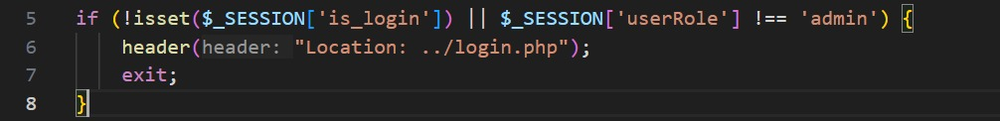 5 if (!isset($_SESSION['is_login']) || $_SESSION['userRole'] !== 'admin') {
6 header(header: "Location: ../login.php");
7 exit;
8 }